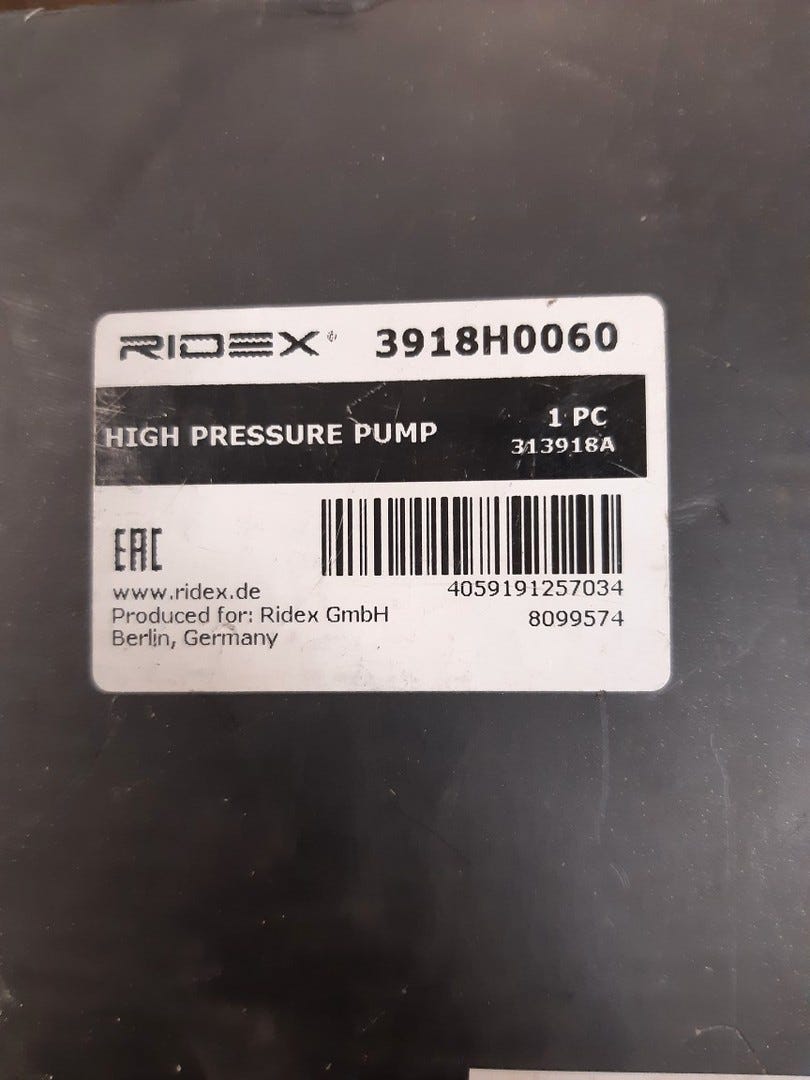 RIDEX 3918H0060
HIGH PRESSURE PUMP 1 PC
313918A
EAC
www.ridex.de 4059191257034
Produced for: Ridex GmbH 8099574
Berlin, Germany